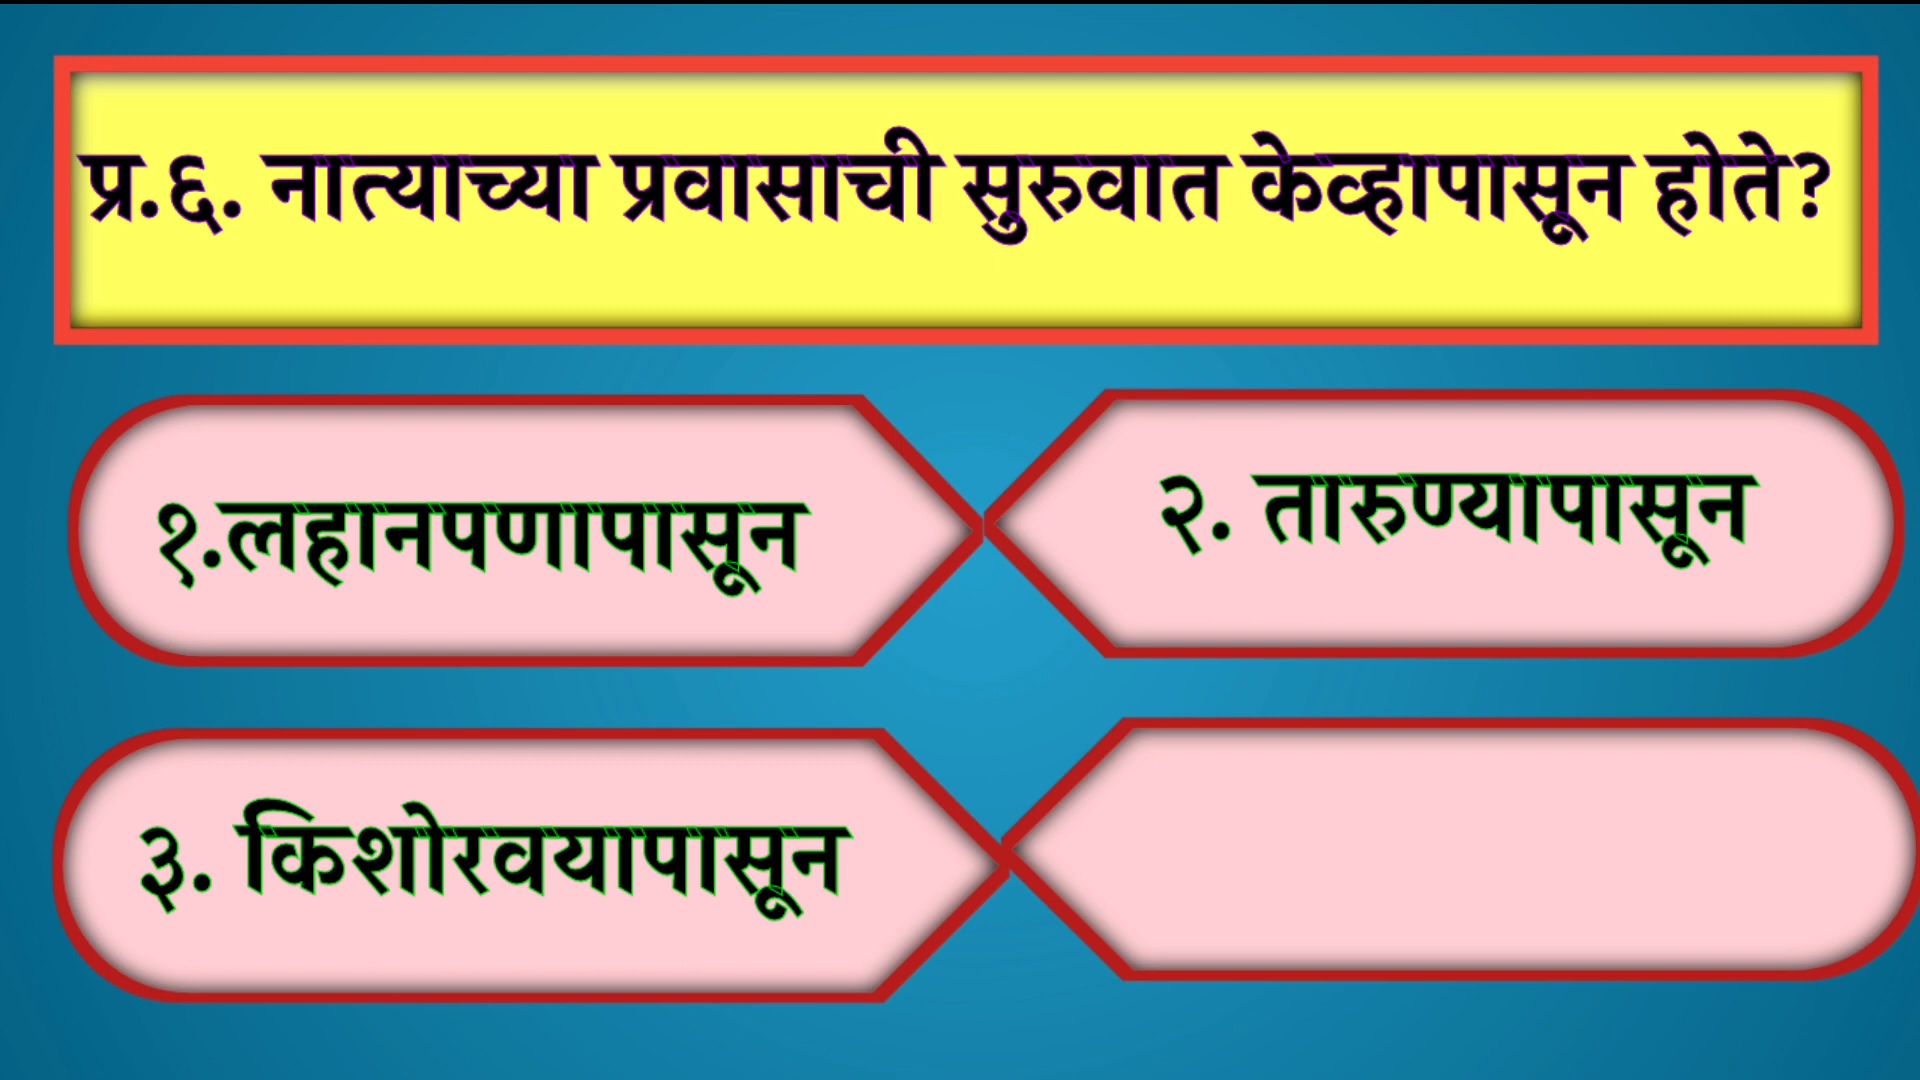 प्र.६. नात्याच्या प्रवासाची सुरुवात केव्हापासून होते?
१.लहानपणापासून
२. तारुण्यापासून
३. किशोरवयापासून